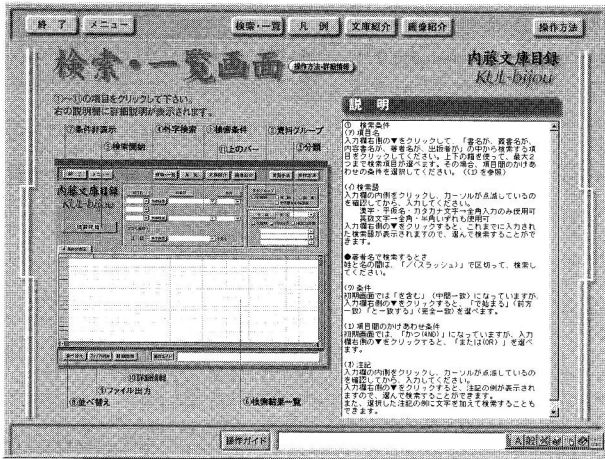 終 了
メニュー
検索・一覧
凡 例
文庫紹介
画像紹介
操作方法
検索・一覧画面
操作方法・詳細情報
内藤文庫目録
KUL-bijou
①～⑪の項目をクリックして下さい。
右の説明欄に詳細説明が表示されます。
⑦条件非表示
④外字検索
①検索条件
②資料グループ
⑤検索開始
⑪上のバー
③分類
内藤文庫目録
KUL-bijou
検索開始
⑩詳細情報
⑨ファイル出力
⑧並べ替え
⑥検索結果一覧
説 明
① 検索条件
(ｱ) 項目名
入力欄右側の▼をクリックして、「書名が、叢書名が、
内容書名が、著者名が、出版者が」の中から検索する項
目をクリックしてください。上下の欄を使って、最大2
つまで検索項目が選べます。その場合、項目間のかけあ
わせの条件を選択してください。((ｴ)を参照)
(ｲ) 検索語
入力欄の内側をクリックし、カーソルが点滅しているの
を確認してから、入力してください。
漢字・平仮名・カタカナ文字→全角入力のみ使用可
英数文字→全角・半角いずれも使用可
入力欄右側の▼をクリックすると、これまでに入力され
た検索語が表示されますので、選んで検索することがで
きます。
●著者名で検索するとき
姓と名の間は、「／(スラッシュ)」で区切って、検索し
てください。
(ｳ) 条件
初期画面では「を含む」(中間一致)になっていますが、
入力欄右側の▼をクリックすると、「で始まる」(前方
一致)「と一致する」(完全一致)を選べます。
(ｴ) 項目間のかけあわせ条件
初期画面では、「かつ(AND)」になっていますが、入力
欄右側の▼をクリックすると、「または(OR)」を選べ
ます。
(ｵ) 注記
入力欄の内側をクリックし、カーソルが点滅しているの
を確認してから、入力してください。
入力欄右側の▼をクリックすると、注記の例が表示され
ますので、選んで検索することができます。
また、選択した注記の例に文字を加えて検索することも
できます。
操作ガイド